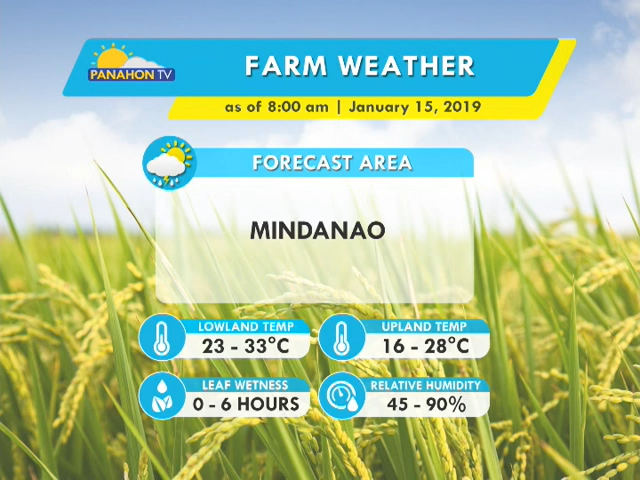 PANAHON TV
FARM WEATHER
as of 8:00 am | January 15, 2019
FORECAST AREA
MINDANAO
LOWLAND TEMP
23 - 33°C
UPLAND TEMP
16 - 28°C
LEAF WETNESS
0 - 6 HOURS
RELATIVE HUMIDITY
45 - 90%